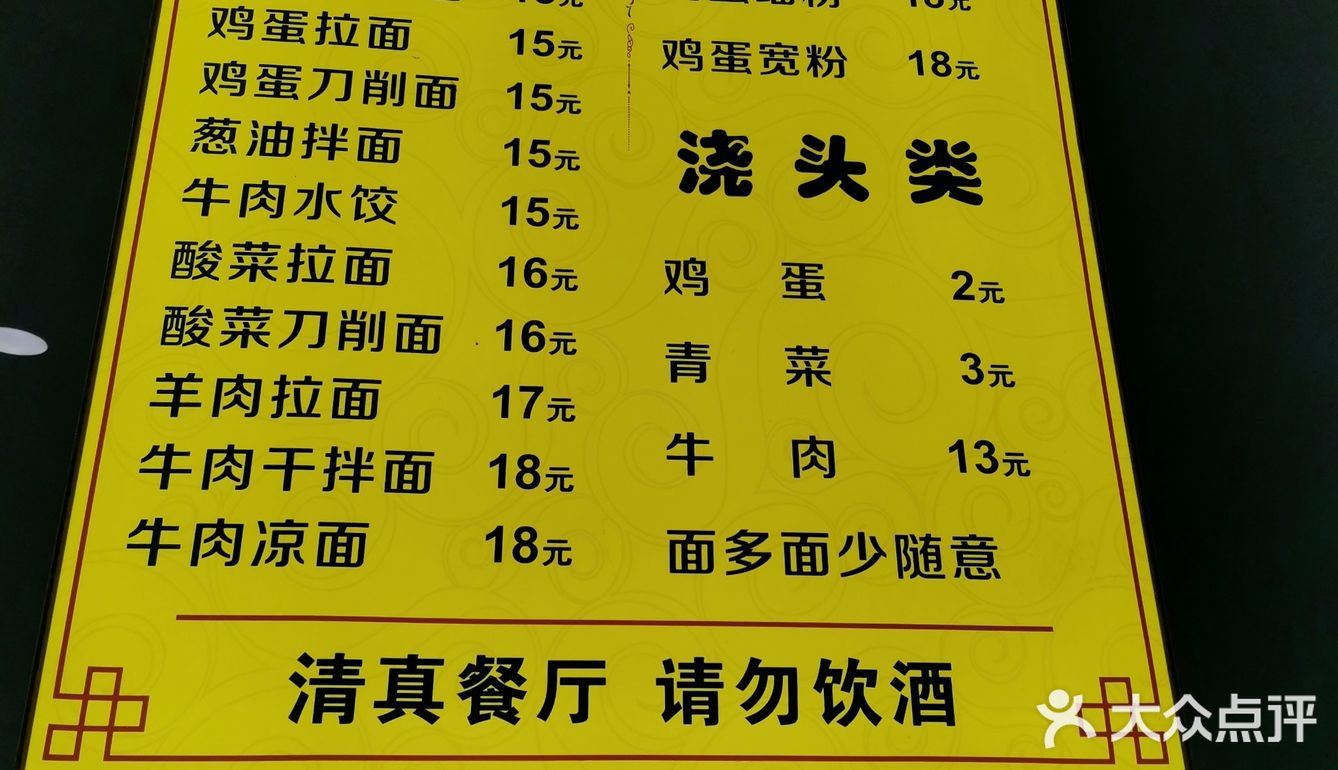 鸡蛋拉面 15元
鸡蛋刀削面 15元
葱油拌面 15元
牛肉水饺 15元
酸菜拉面 16元
酸菜刀削面 16元
羊肉拉面 17元
牛肉干拌面 18元
牛肉凉面 18元
鸡蛋宽粉 18元
浇头类
鸡蛋 2元
青菜 3元
牛肉 13元
面多面少随意
清真餐厅 请勿饮酒
大众点评